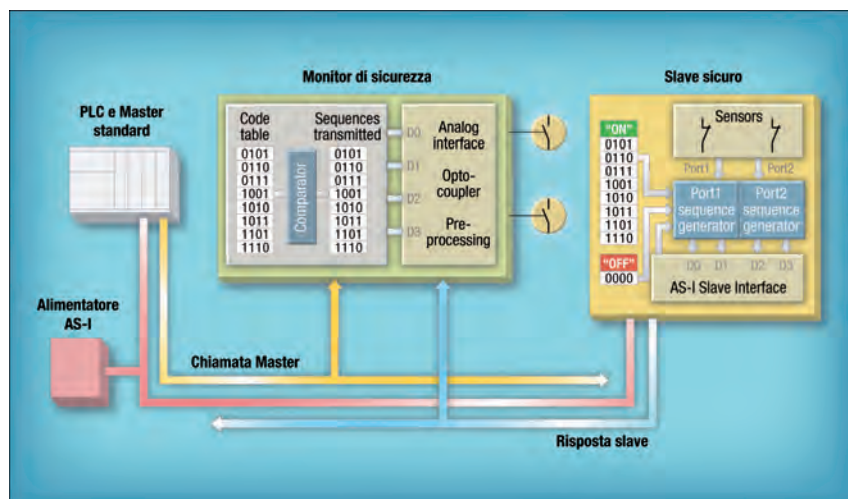 Monitor di sicurezza
Slave sicuro
PLC e Master
standard
Code
table
0101
0110
0111
1001
1010
1011
1101
1110
Comparator
Sequences
transmitted
0101
0110
0111
1000
1010
1011
1101
1110
D0
D1
D2
D3
Analog
interface
Opto-
coupler
Pre-
processing
"ON"
0101
0110
0111
1001
1010
1011
1101
1110
"OFF"
0000
Sensors
Port1
Port2
Port11
sequence
generator
Port2
sequence
generator
D0 D1 D2 D3
AS-I Slave Interface
Alimentatore
AS-I
Chiamata Master
Risposta slave